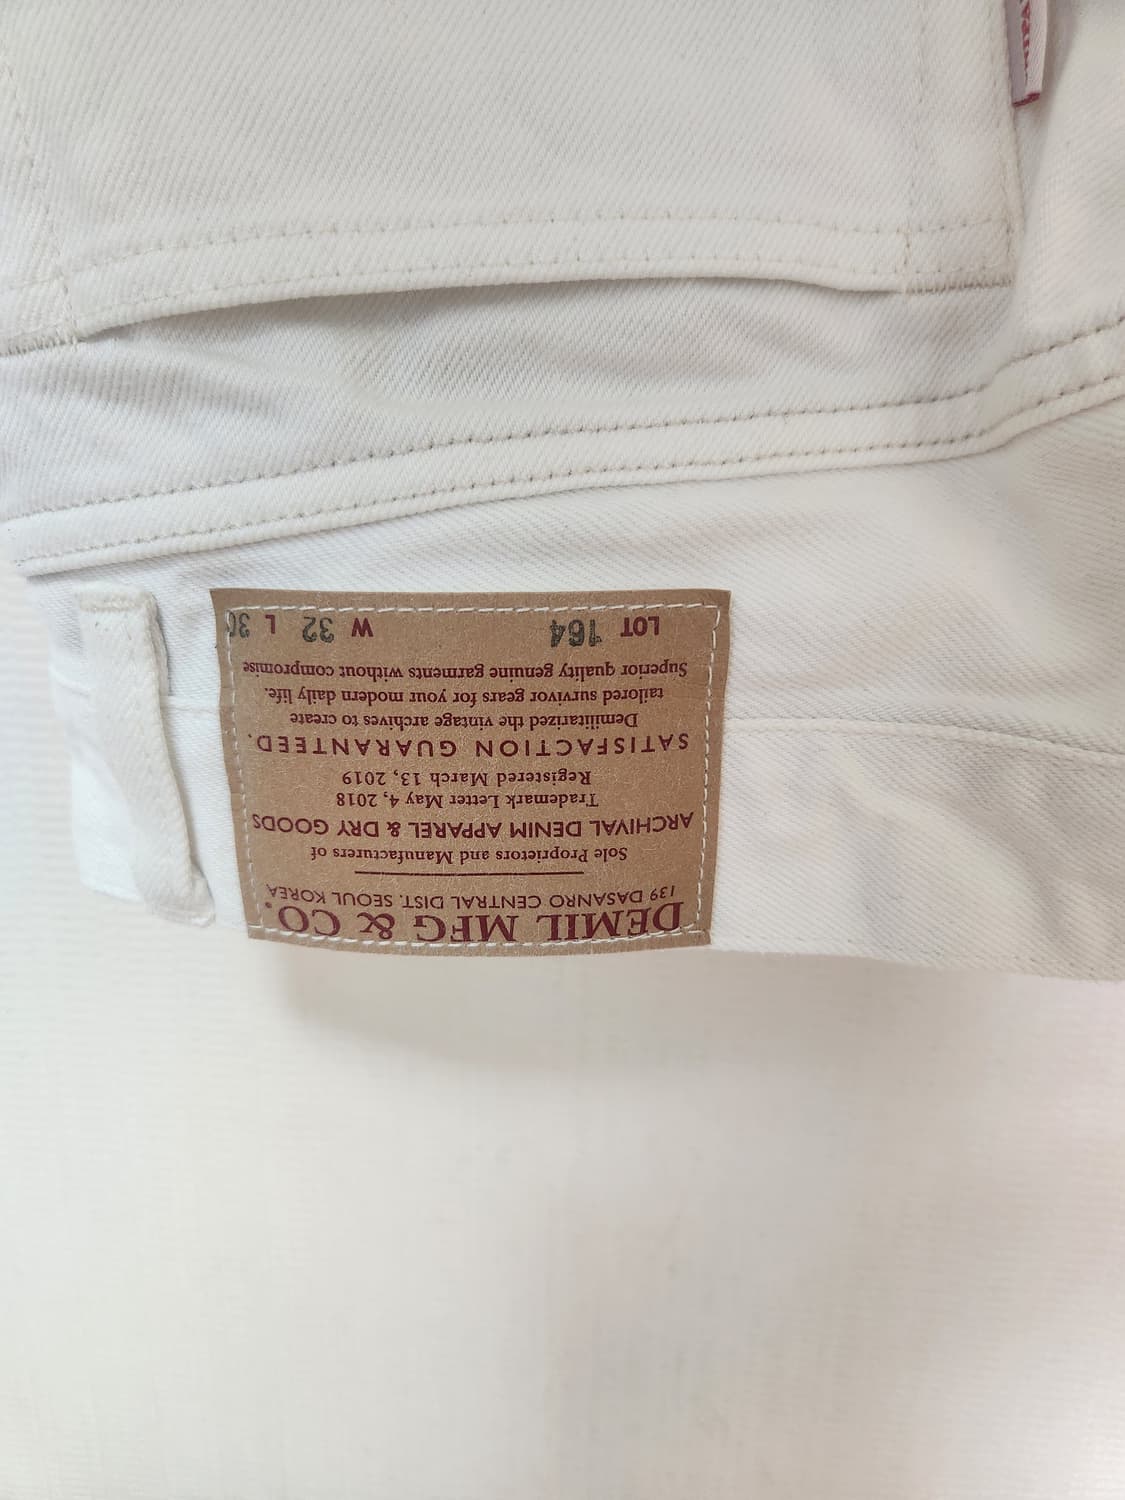 DEMIL MFG & CO.
139 DASANRO CENTRAL DIST. SEOUL KOREA
Sole Proprietors and Manufacturers of
ARCHIVAL DENIM APPAREL & DRY GOODS
Trademark Letter May 4, 2018
Registered March 13, 2019
SATISFACTION GUARANTEED.
Demilitarized the vintage archives to create
tailored survivor gears for your modern daily life.
Superior quality genuine garments without compromise
LOT 164 W 32 L 30